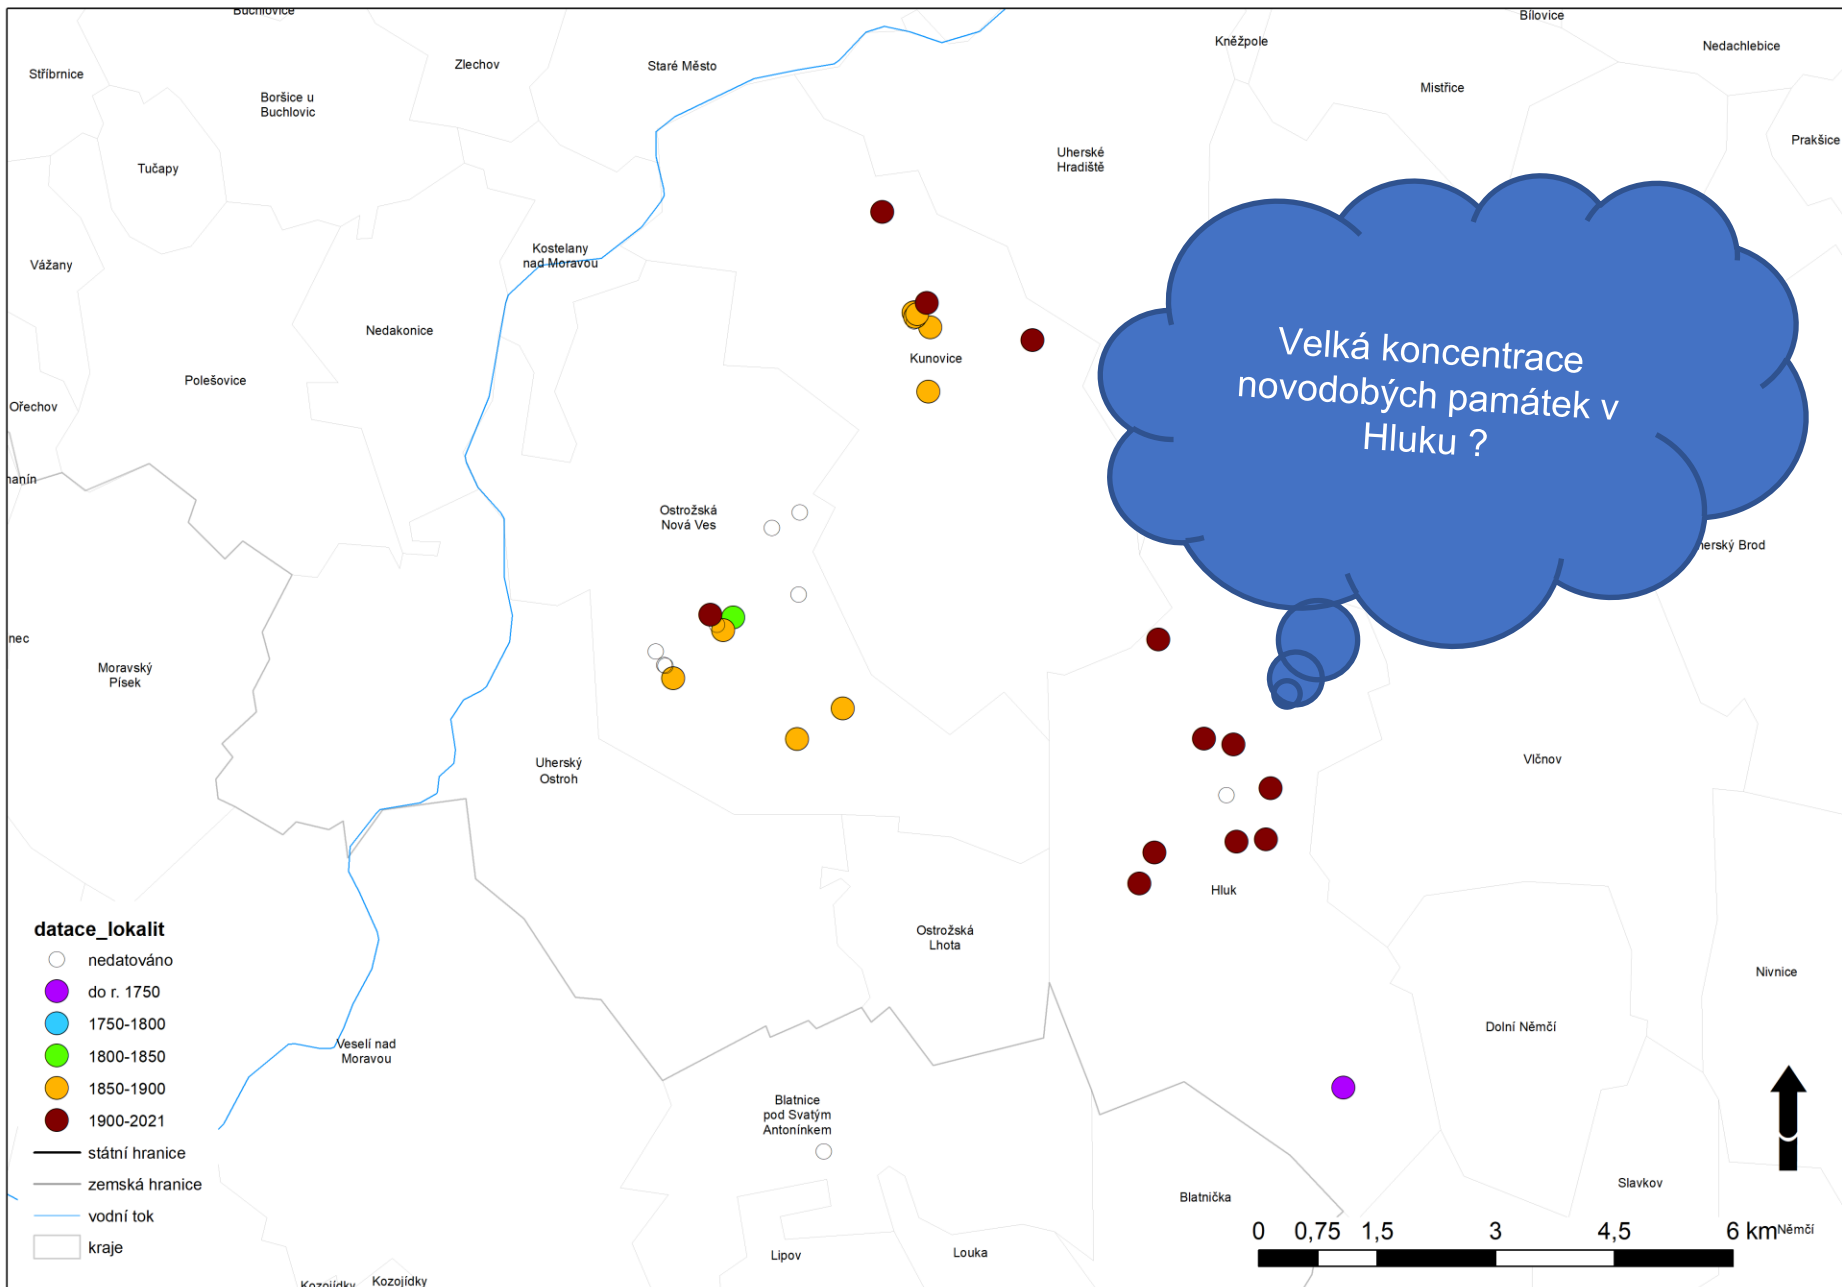 Buchlovice
Bílovice
Kněžpole
Nedachlebice
Stříbrnice
Zlechov
Staré Město
Mistřice
Boršice u
Buchlovic
Prakšice
Uherské
Hradiště
Tučapy
Kostelany
nad Moravou
Vážany
Nedakonice
Velká koncentrace
novodobých památek v
Hluku ?
Kunovice
Polešovice
Ořechov
Ostrožská
Nová Ves
Brod
nec
Moravský
Písek
Uherský
Ostroh
Vlčnov
Hluk
Ostrožská
Lhota
Nivnice
Dolní Němčí
Veselí nad
Moravou
Blatnice
pod Svatým
Antonínkem
Blatnička
Slavkov
Lipov
Louka
Kozojídky
Kozojídky
datace_lokalit
nedatováno
do r. 1750
1750-1800
1800-1850
1850-1900
1900-2021
státní hranice
zemská hranice
vodní tok
kraje
0 0,75 1,5 3 4,5 6 km
Němčí